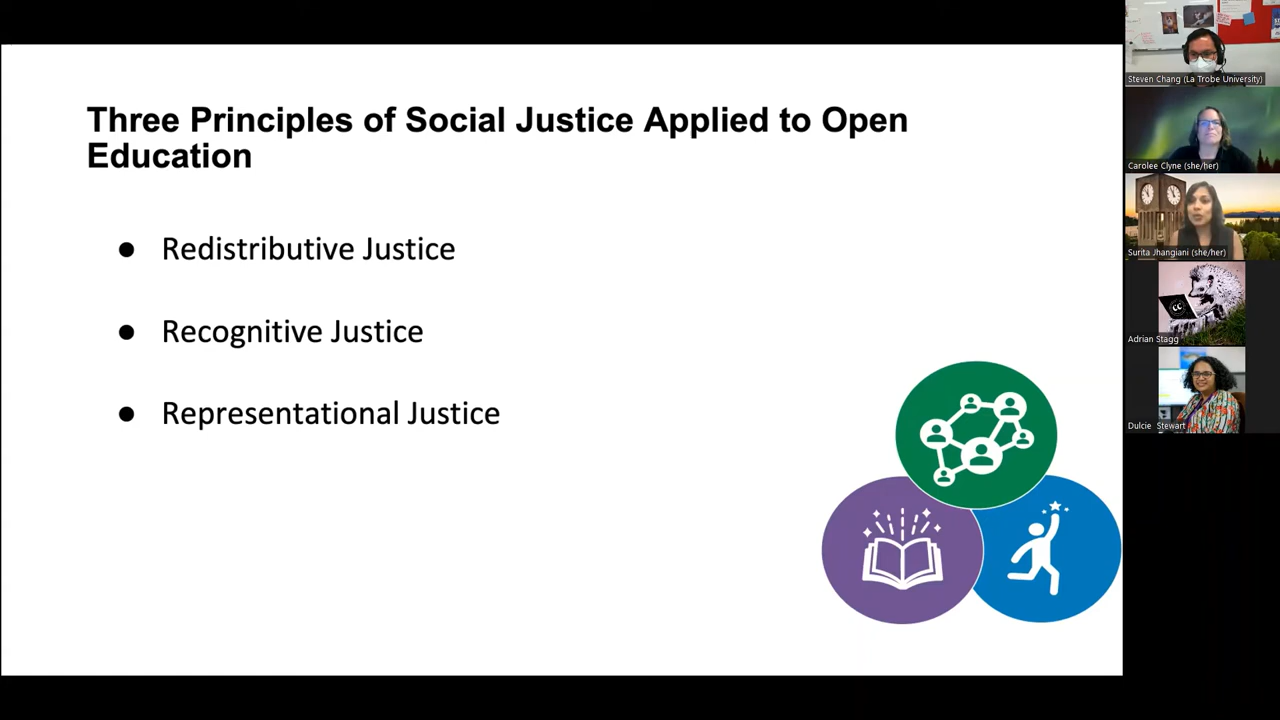 Three Principles of Social Justice Applied to Open
Education
● Redistributive Justice
● Recognitive Justice
● Representational Justice
Steven Chang (La Trobe University)
Carolee Clyne (she/her)
Surita Jhangiani (she/her)
Adrian Stagg
Dulcie Stewart